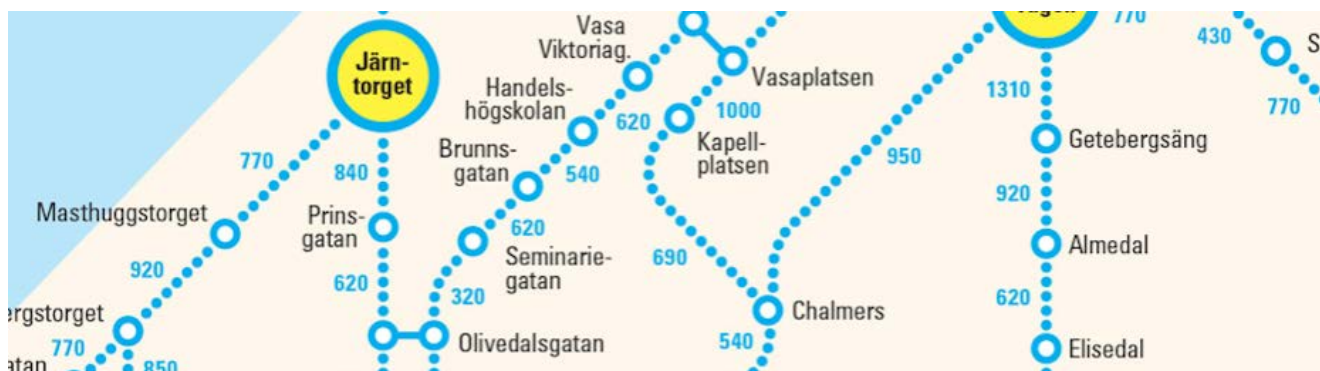 Vasa
Viktoriag.
770
430
S
Järn-
torget
Vasaplatsen
1310
770
Handels-
högskolan
620
1000
Getebergsäng
Kapell-
platsen
950
Brunns-
gatan
540
770
840
920
Masthuggstorget
Prins-
gatan
620
Almedal
Seminarie-
gatan
690
920
620
320
620
Chalmers
ergstorget
Olivedalsgatan
540
Elisedal
770
850
atan